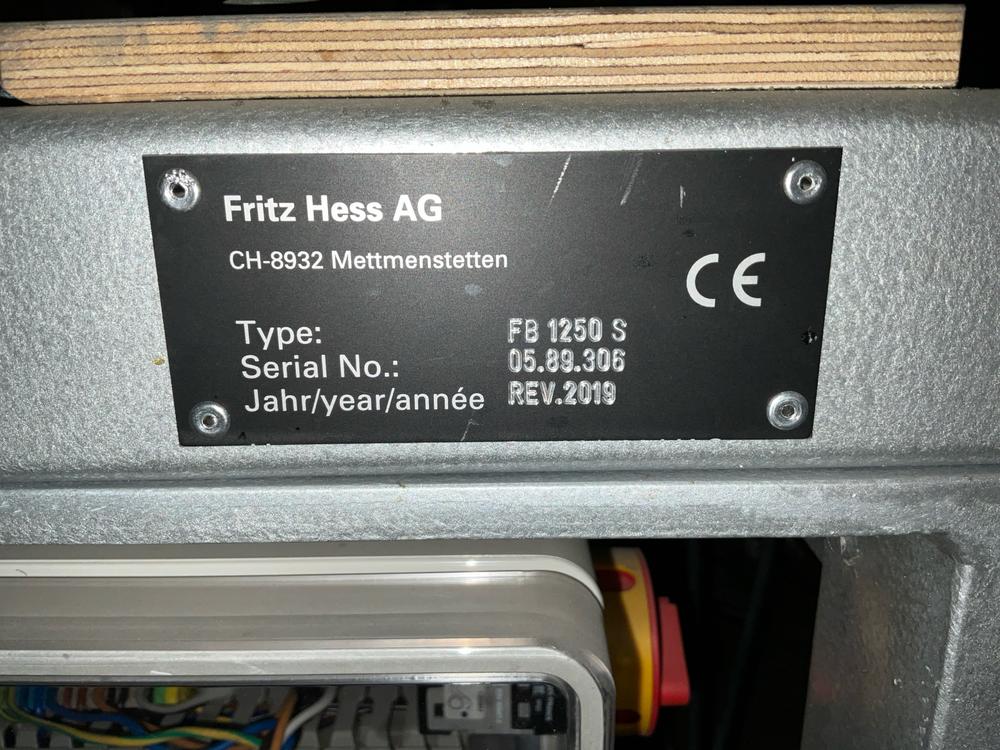 Fritz Hess AG
CH-8932 Mettmenstetten
CE
Type: FB 1250 S
Serial No.: 05.89.306
Jahr/year/année REV.2019